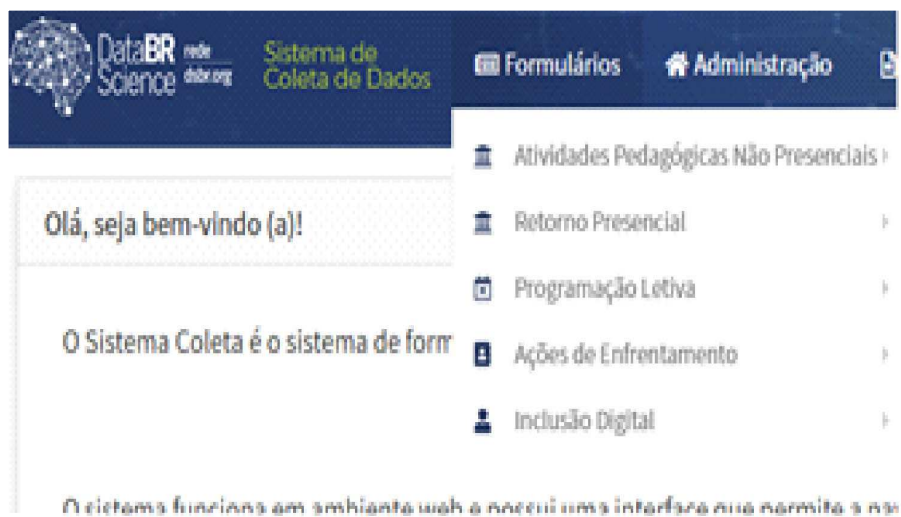 DataBR rede
Science dsbr.org
Sistema de
Coleta de Dados
Formulários
Administração
Atividades Pedagógicas Não Presenciais
Olá, seja bem-vindo (a)!
Retorno Presencial
Programação Letiva
O Sistema Coleta é o sistema de form
Ações de Enfrentamento
Inclusão Digital
O sistema funciona em ambiente web e possui uma interface que permite a nav